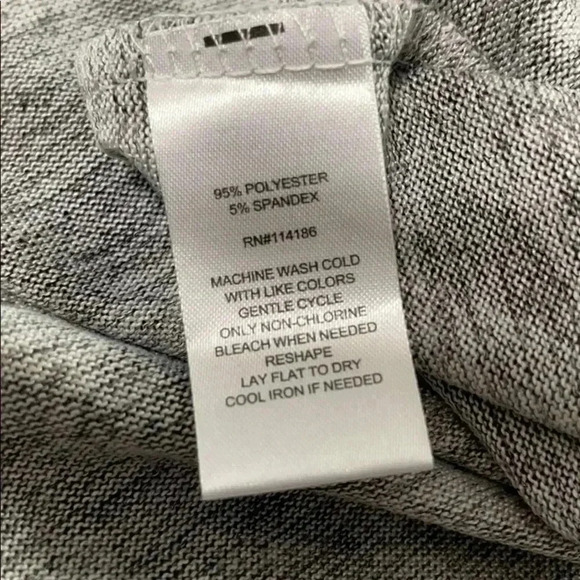 95% POLYESTER
5% SPANDEX
RN#114186
MACHINE WASH COLD
WITH LIKE COLORS
GENTLE CYCLE
ONLY NON-CHLORINE
BLEACH WHEN NEEDED
RESHAPE
LAY FLAT TO DRY
COOL IRON IF NEEDED